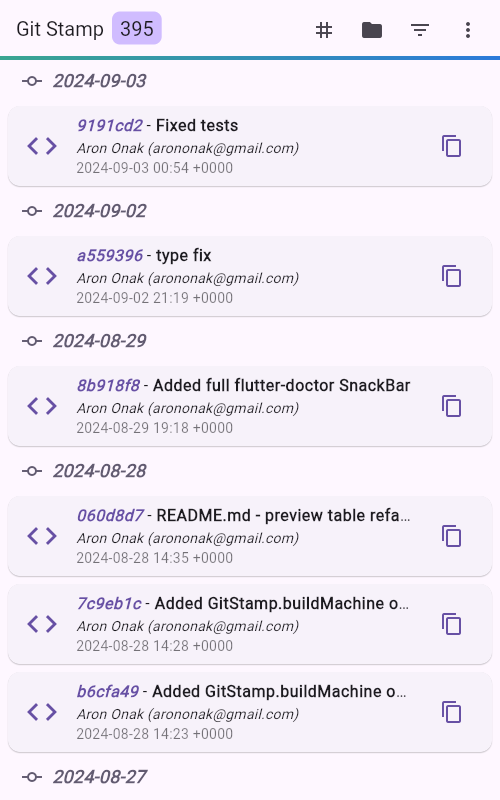 Git Stamp 395
2024-09-03
9191cd2 - Fixed tests
Aron Onak (arononak@gmail.com)
2024-09-03 00:54 +0000
2024-09-02
a559396 - type fix
Aron Onak (arononak@gmail.com)
2024-09-02 21:19 +0000
2024-08-29
8b918f8 - Added full flutter-doctor SnackBar
Aron Onak (arononak@gmail.com)
2024-08-29 19:18 +0000
2024-08-28
060d8d7 - README.md - preview table refa…
Aron Onak (arononak@gmail.com)
2024-08-28 14:35 +0000
7c9eb1c - Added GitStamp.buildMachine o…
Aron Onak (arononak@gmail.com)
2024-08-28 14:28 +0000
b6cfa49 - Added GitStamp.buildMachine o…
Aron Onak (arononak@gmail.com)
2024-08-28 14:23 +0000
2024-08-27